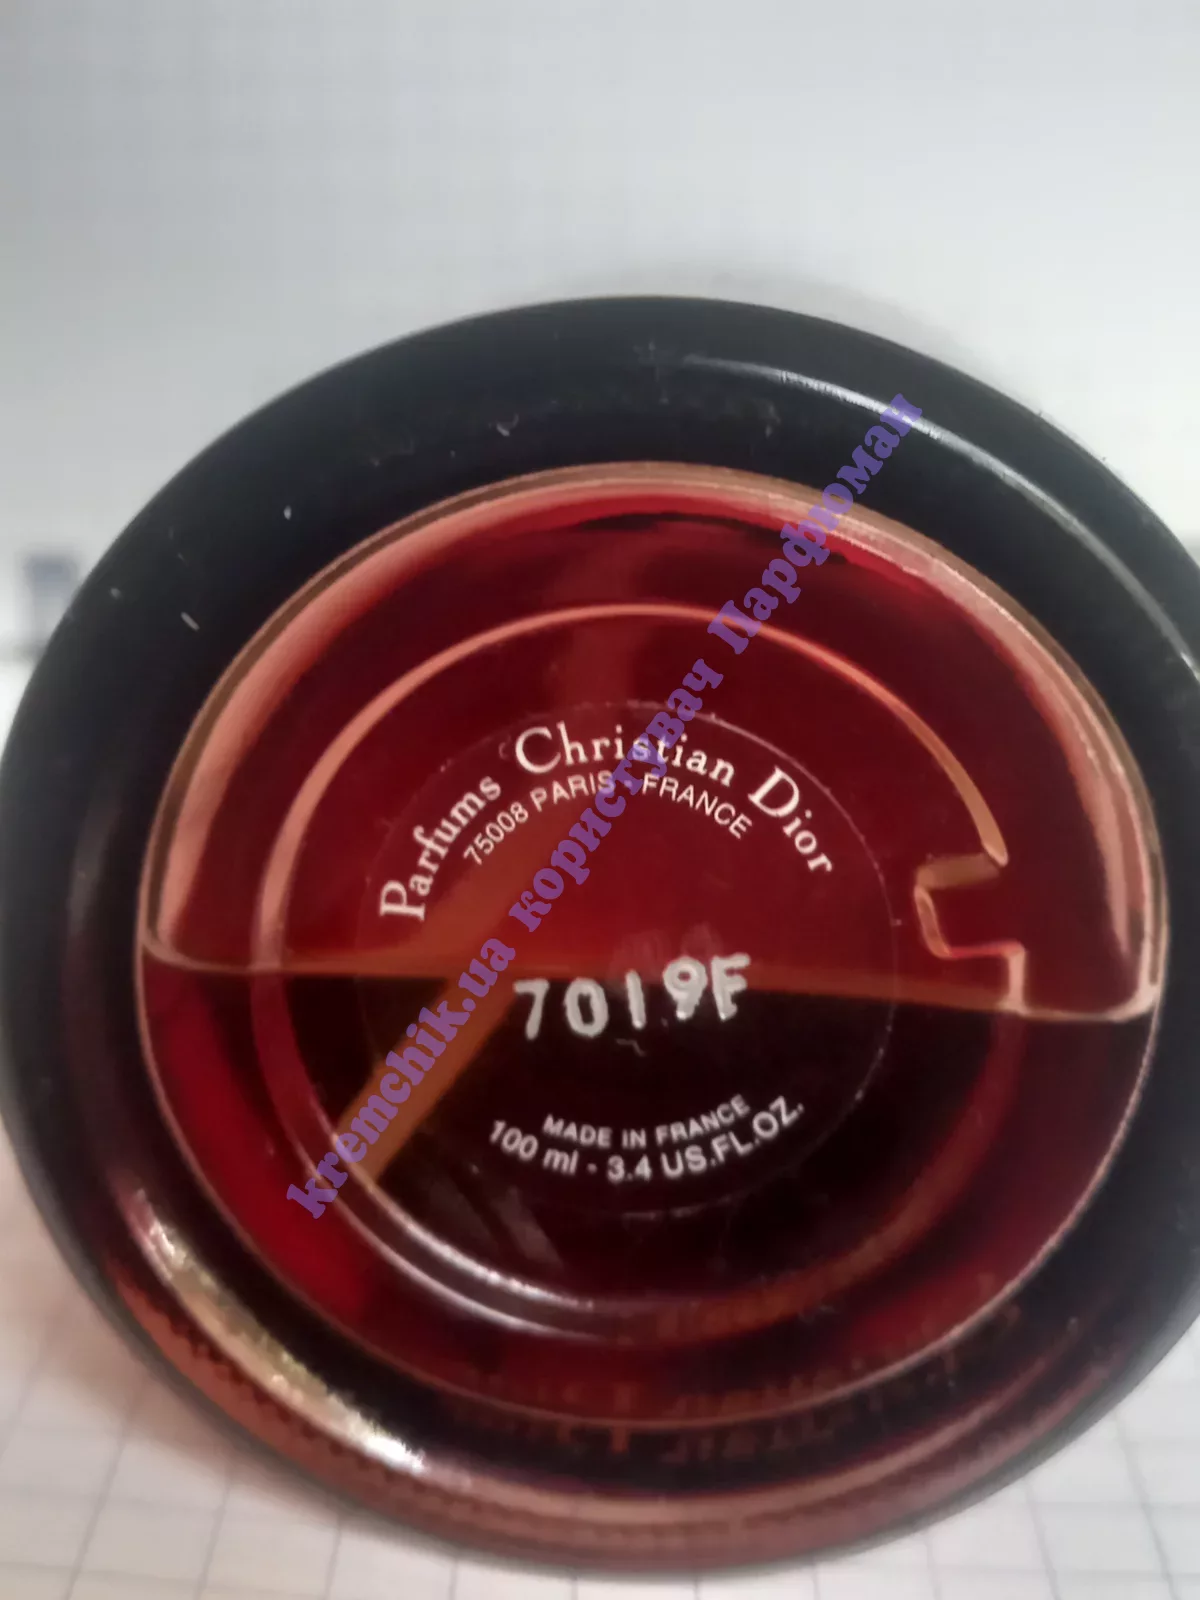 Parfums Christian Dior
75008 PARIS · FRANCE
7019F
MADE IN FRANCE
100 ml - 3.4 US.FL.OZ.
kremchik.ua користувач Парфюман